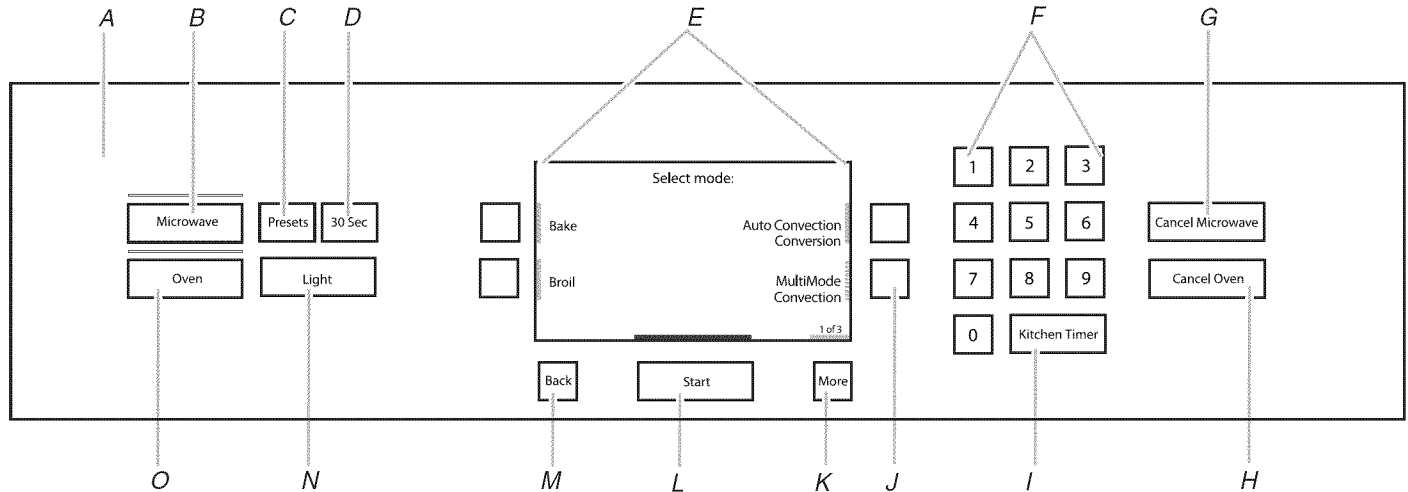 A B C D E F G
Select mode:
1 2 3
Microwave Presets 30 Sec Bake Auto Convection Conversion 4 5 6 Cancel Microwave
Oven Light Broil MultiMode Convection 7 8 9 Cancel Oven
1 of 3
0 Kitchen Timer
Back Start More
O N M L K J I H